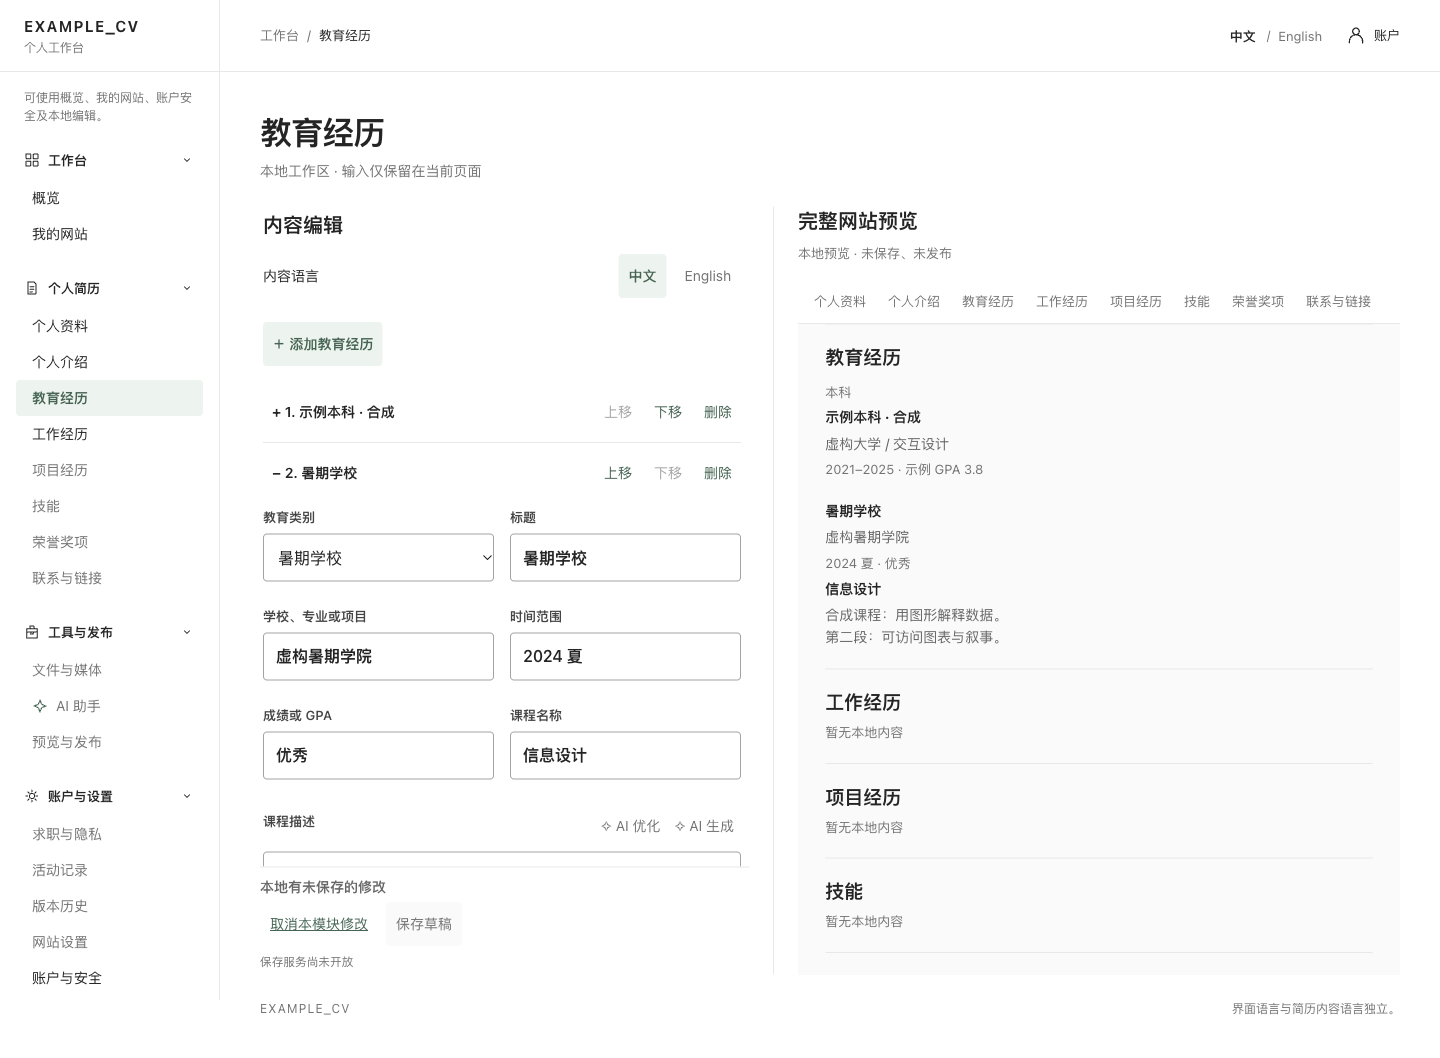 EXAMPLE_CV
个人工作台
工作台 / 教育经历
中文 / English
账户
可使用概览、我的网站、账户安
全及本地编辑。
工作台
概览
我的网站
个人简历
个人资料
个人介绍
教育经历
工作经历
项目经历
技能
荣誉奖项
联系与链接
工具与发布
文件与媒体
AI 助手
预览与发布
账户与设置
求职与隐私
活动记录
版本历史
网站设置
账户与安全
教育经历
本地工作区 · 输入仅保留在当前页面
内容编辑
内容语言
中文 English
+ 添加教育经历
+ 1. 示例本科 · 合成 上移 下移 删除
− 2. 暑期学校 上移 下移 删除
教育类别 标题
暑期学校 暑期学校
学校、专业或项目 时间范围
虚构暑期学院 2024 夏
成绩或 GPA 课程名称
优秀 信息设计
课程描述 AI 优化 AI 生成
本地有未保存的修改
取消本模块修改 保存草稿
保存服务尚未开放
完整网站预览
本地预览 · 未保存、未发布
个人资料 个人介绍 教育经历 工作经历 项目经历 技能 荣誉奖项 联系与链接
教育经历
本科
示例本科 · 合成
虚构大学 / 交互设计
2021–2025 · 示例 GPA 3.8
暑期学校
虚构暑期学院
2024 夏 · 优秀
信息设计
合成课程：用图形解释数据。
第二段：可访问图表与叙事。
工作经历
暂无本地内容
项目经历
暂无本地内容
技能
暂无本地内容
EXAMPLE_CV
界面语言与简历内容语言独立。